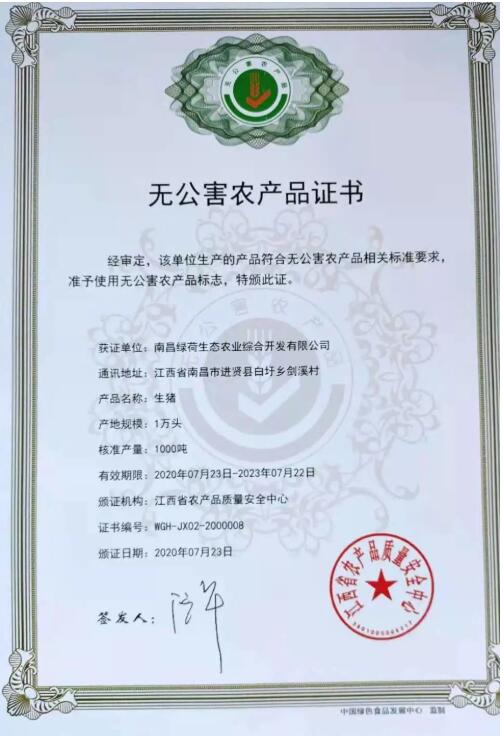 无公害农产品
无公害农产品证书
经审定，该单位生产的产品符合无公害农产品相关标准要求，
准予使用无公害农产品标志，特颁此证。
获证单位：南昌绿荷生态农业综合开发有限公司
通讯地址：江西省南昌市进贤县白圩乡剑溪村
产品名称：生猪
产地规模：1万头
核准产量：1000吨
有效期限：2020年07月23日-2023年07月22日
颁证机构：江西省农产品质量安全中心
证书编号：WGH-JX02-2000008
颁证日期：2020年07月23日
签发人：
江西省农产品质量安全中心
中国绿色食品发展中心 监制